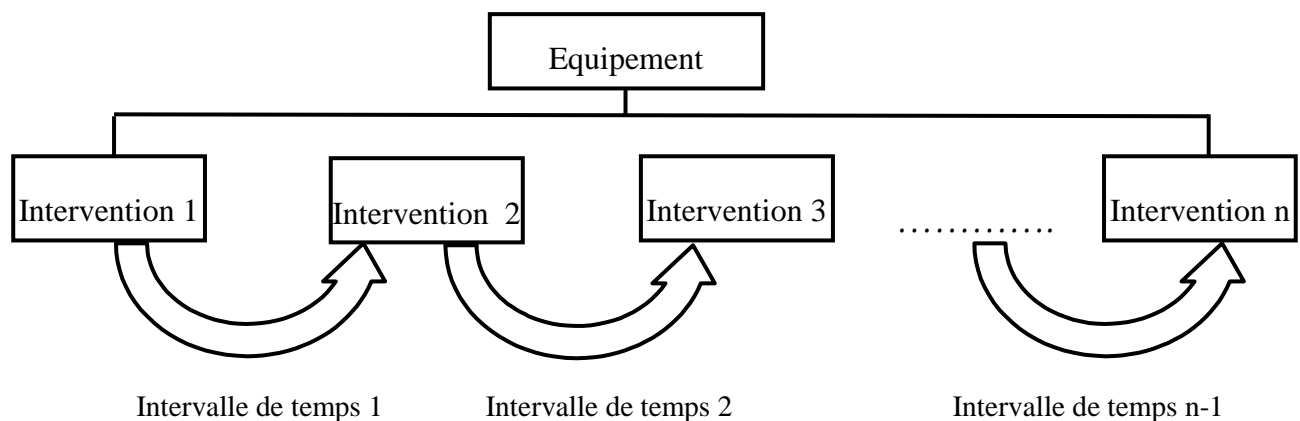 Equipement
Intervention 1
Intervention 2
Intervention 3
.............
Intervention n
Intervalle de temps 1
Intervalle de temps 2
Intervalle de temps n-1